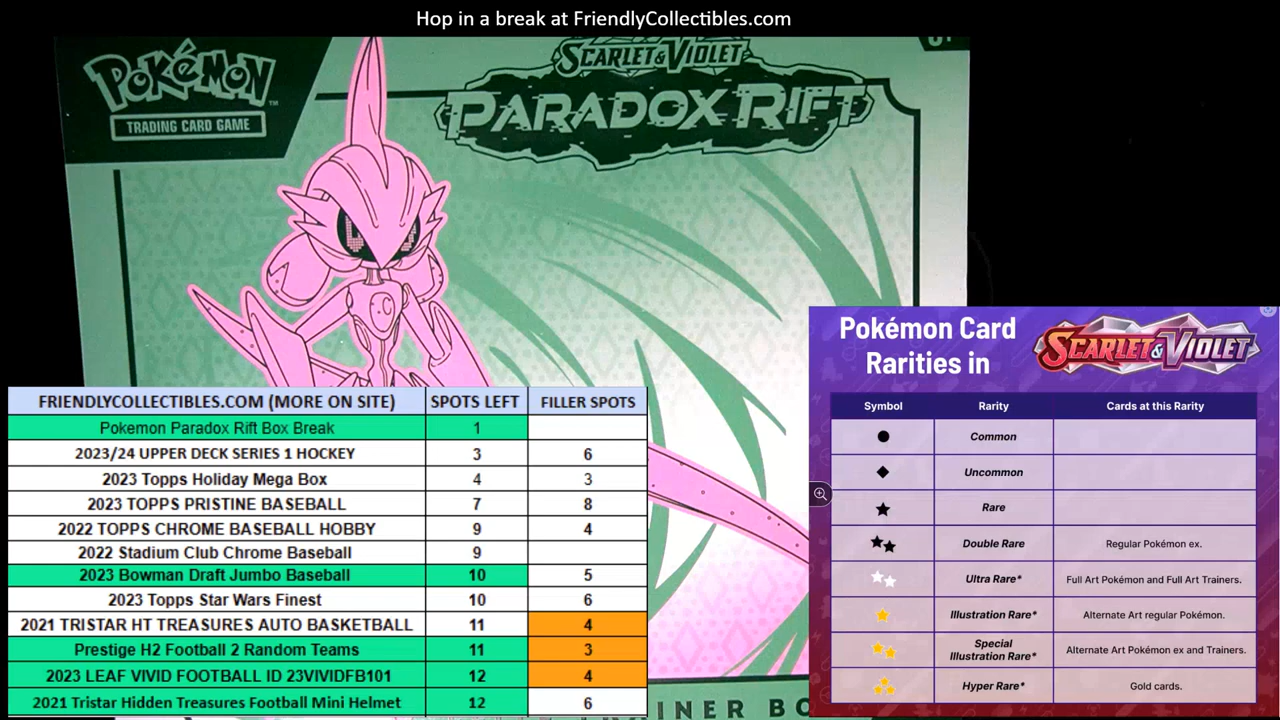 Hop in a break at FriendlyCollectibles.com
POKéMON
TM
TRADING CARD GAME
SCARLET & VIOLET
PARADOX RIFT
FRIENDLYCOLLECTIBLES.COM (MORE ON SITE) SPOTS LEFT FILLER SPOTS
Pokemon Paradox Rift Box Break 1
2023/24 UPPER DECK SERIES 1 HOCKEY 3 6
2023 Topps Holiday Mega Box 4 3
2023 TOPPS PRISTINE BASEBALL 7 8
2022 TOPPS CHROME BASEBALL HOBBY 9 4
2022 Stadium Club Chrome Baseball 9
2023 Bowman Draft Jumbo Baseball 10 5
2023 Topps Star Wars Finest 10 6
2021 TRISTAR HT TREASURES AUTO BASKETBALL 11 4
Prestige H2 Football 2 Random Teams 11 3
2023 LEAF VIVID FOOTBALL ID 23VIVIDFB101 12 4
2021 Tristar Hidden Treasures Football Mini Helmet 12 6
Pokémon Card
Rarities in
SCARLET & VIOLET
Symbol Rarity Cards at this Rarity
Common
Uncommon
Rare
Double Rare Regular Pokémon ex.
Ultra Rare* Full Art Pokémon and Full Art Trainers.
Illustration Rare* Alternate Art regular Pokémon.
Special
Illustration Rare* Alternate Art Pokémon ex and Trainers.
Hyper Rare* Gold cards.